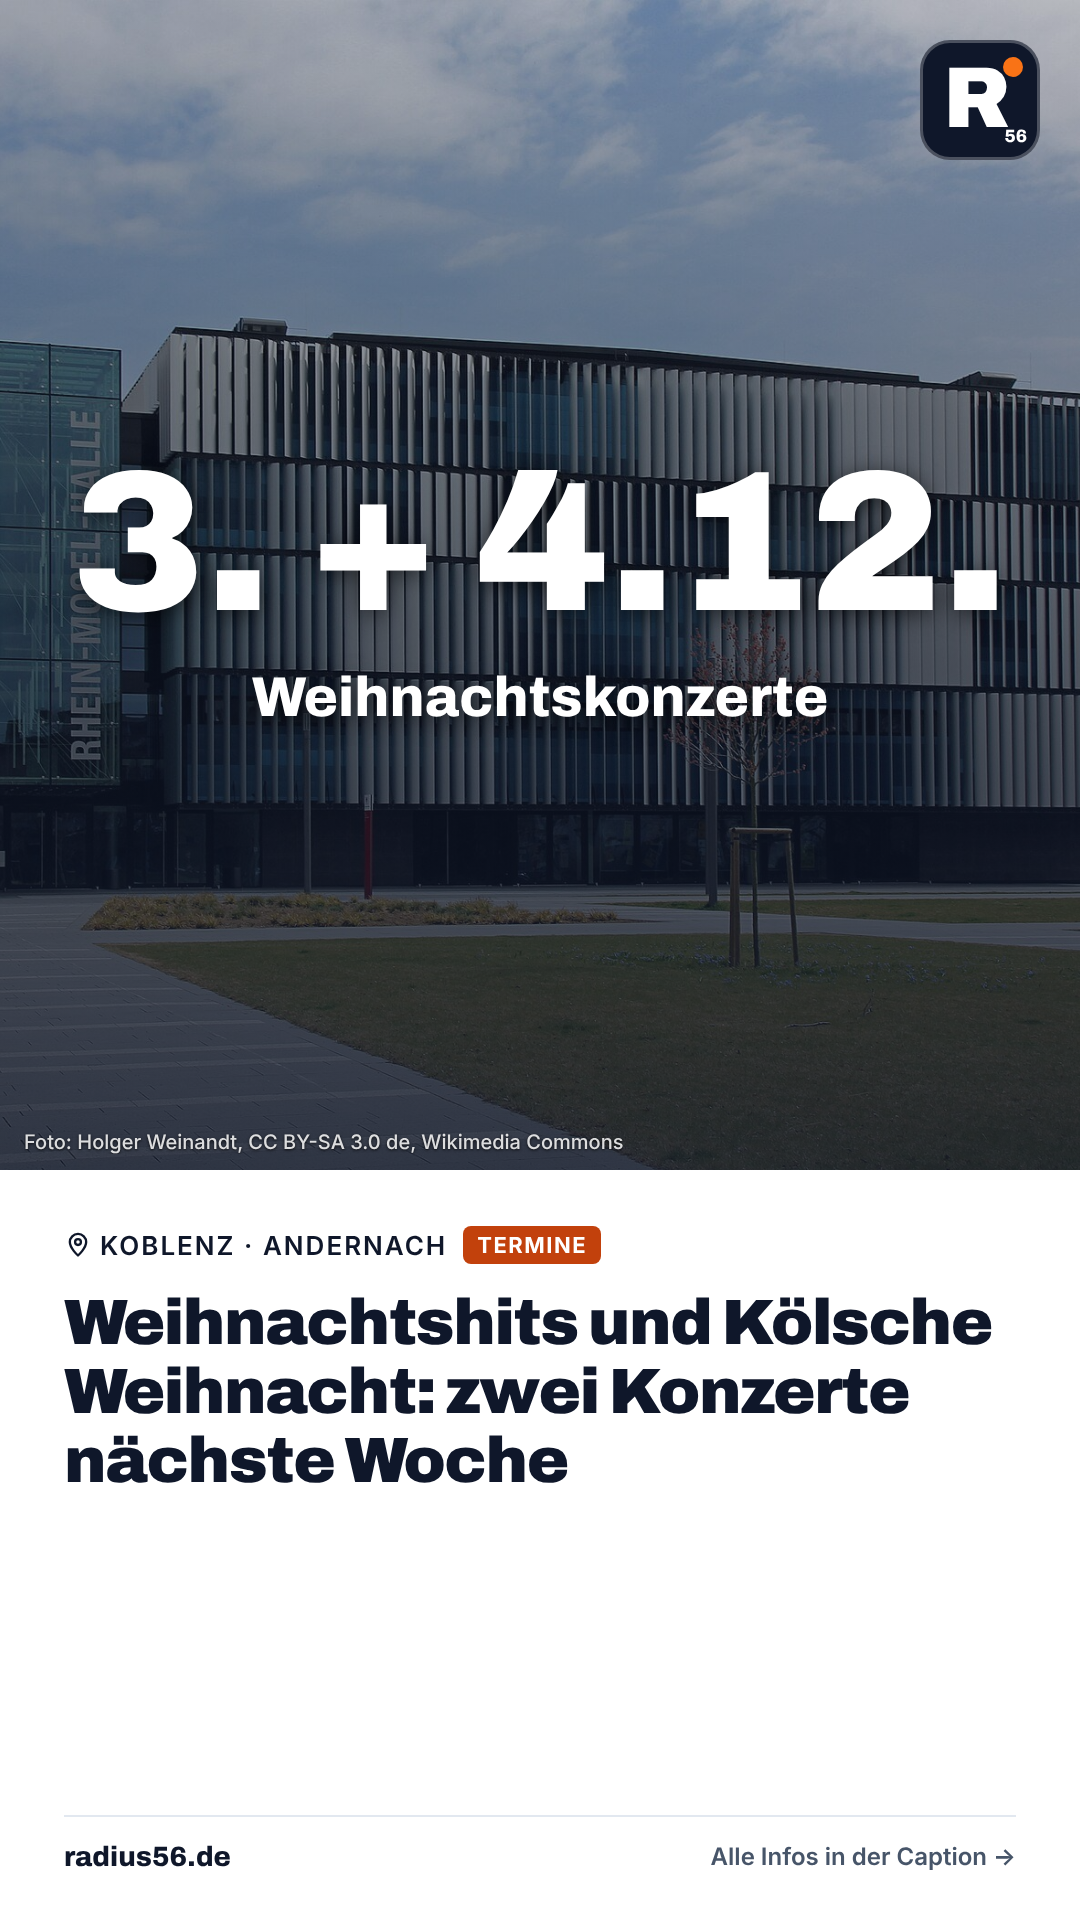 R
56
RHEIN-MOSEL-HALLE
3. + 4.12.
Weihnachtskonzerte
Foto: Holger Weinandt, CC BY-SA 3.0 de, Wikimedia Commons
KOBLENZ · ANDERNACH TERMINE
Weihnachtshits und Kölsche
Weihnacht: zwei Konzerte
nächste Woche
radius56.de
Alle Infos in der Caption →